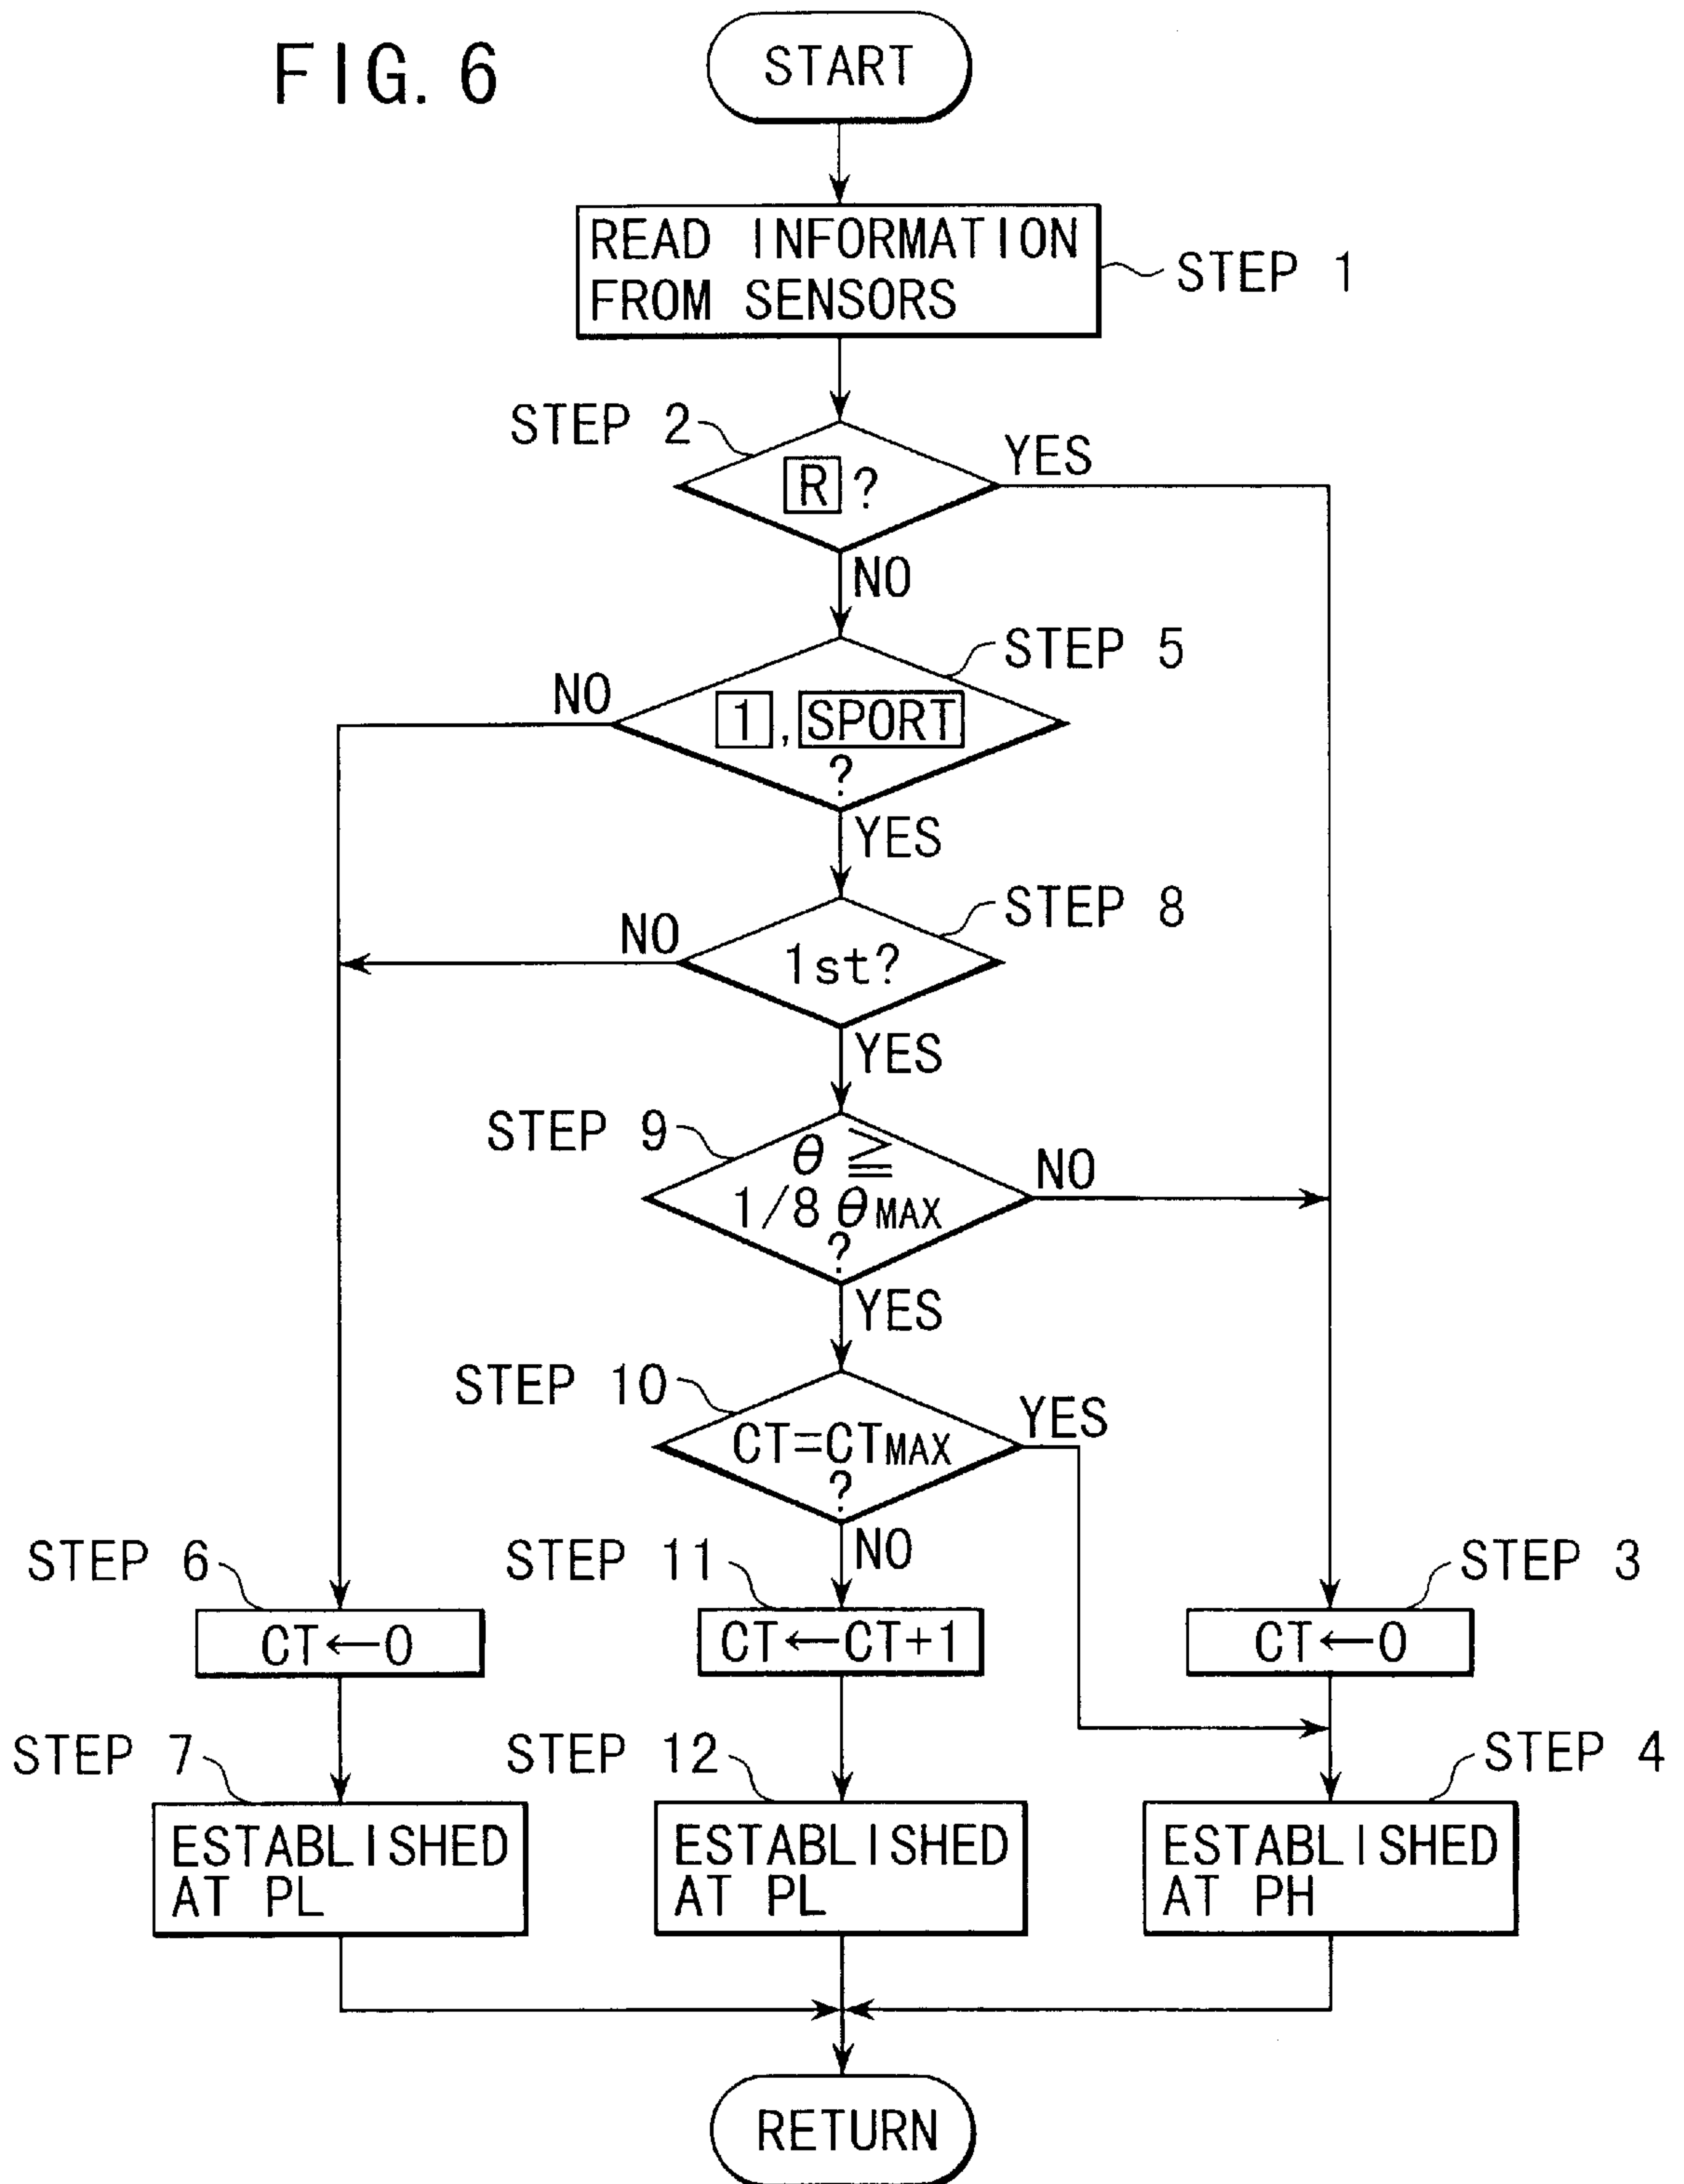 FIG. 6
START
READ INFORMATION
FROM SENSORS
STEP 1
STEP 2
R ?
YES
NO
STEP 5
NO
1 , SPORT
?
YES
STEP 8
NO
1st?
YES
STEP 9
θ ≧
1/8 θMAX
?
NO
YES
STEP 10
CT=CTMAX
?
YES
NO
STEP 6
STEP 11
STEP 3
CT←0
CT←CT+1
CT←0
STEP 7
STEP 12
STEP 4
ESTABLISHED
AT PL
ESTABLISHED
AT PL
ESTABLISHED
AT PH
RETURN